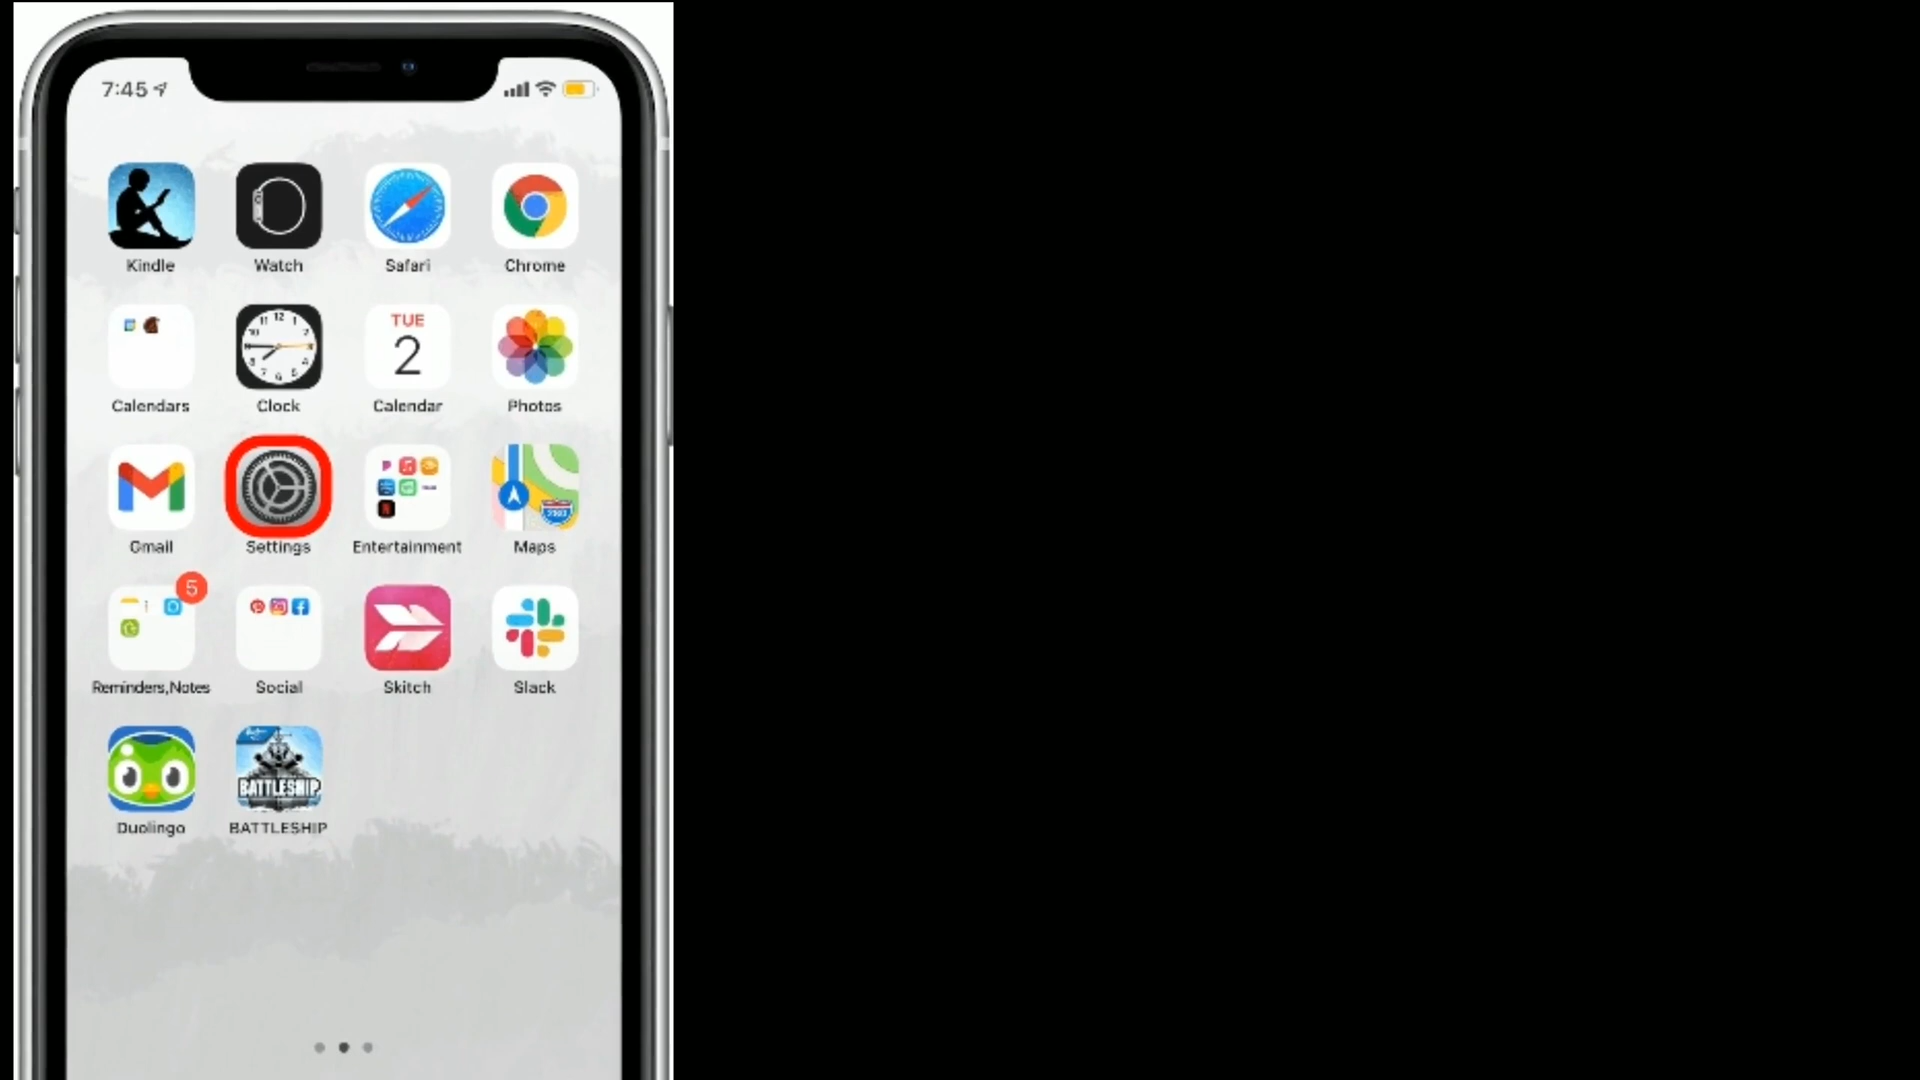 7:45
Kindle
Watch
Safari
Chrome
TUE
2
Calendars
Clock
Calendar
Photos
Gmail
Settings
Entertainment
Maps
5
Reminders,Notes
Social
Skitch
Slack
BATTLESHIP
Duolingo
BATTLESHIP